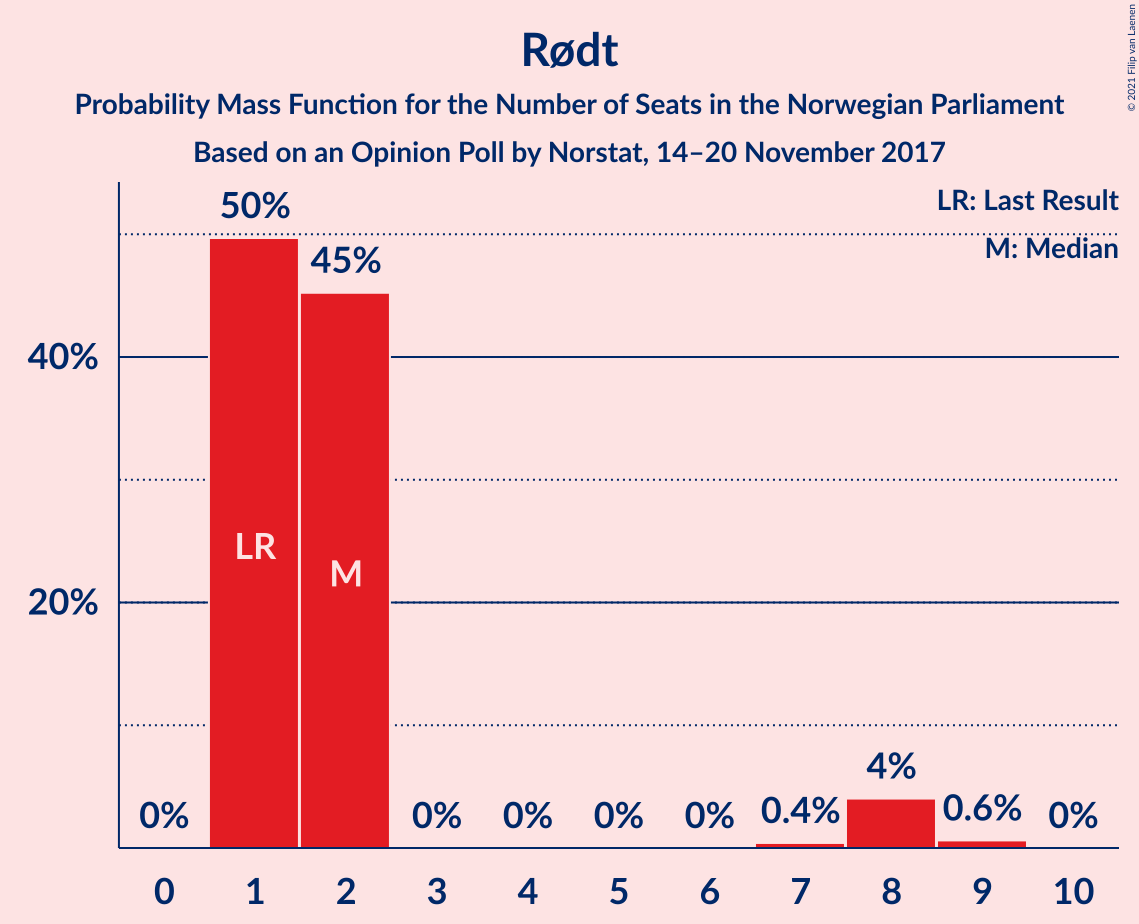 Rødt
Probability Mass Function for the Number of Seats in the Norwegian Parliament
Based on an Opinion Poll by Norstat, 14–20 November 2017
© 2021 Filip van Laenen
LR: Last Result
M: Median
50%
45%
40%
20%
LR
M
0%
0%
0%
0%
0%
0.4%
4%
0.6%
0%
0 1 2 3 4 5 6 7 8 9 10